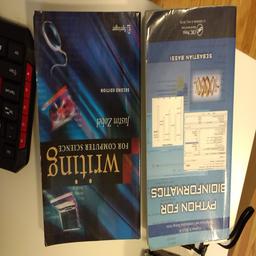 Springer
SECOND EDITION
Justin Zobel
writing
FOR COMPUTER SCIENCE
CRC Press
SEBASTIAN BASSI
PYTHON FOR
BIOINFORMATICS